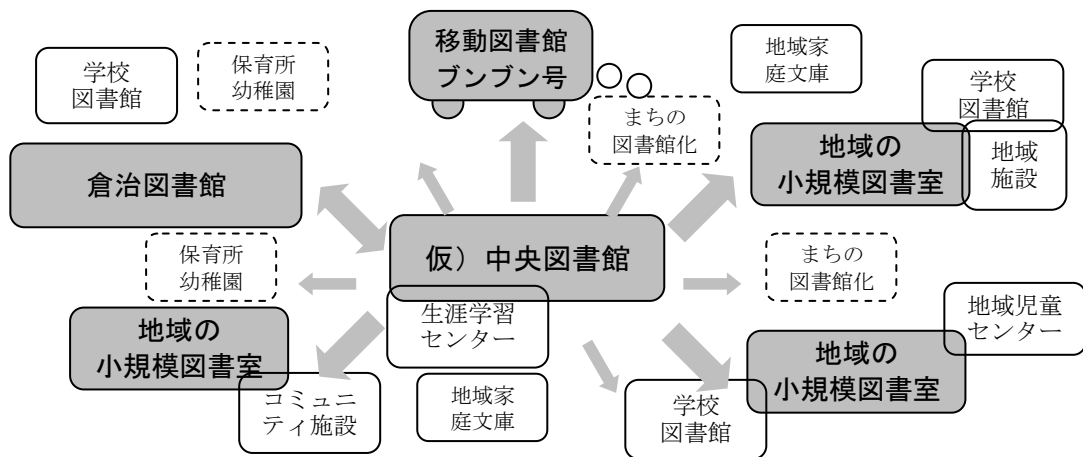 移動図書館
ブンブン号
学校
図書館
保育所
幼稚園
地域家
庭文庫
学校
図書館
まちの
図書館化
地域の
小規模図書室
地域
施設
倉治図書館
仮）中央図書館
保育所
幼稚園
まちの
図書館化
生涯学習
センター
地域児童
センター
地域の
小規模図書室
地域の
小規模図書室
コミュニ
ティ施設
地域家
庭文庫
学校
図書館